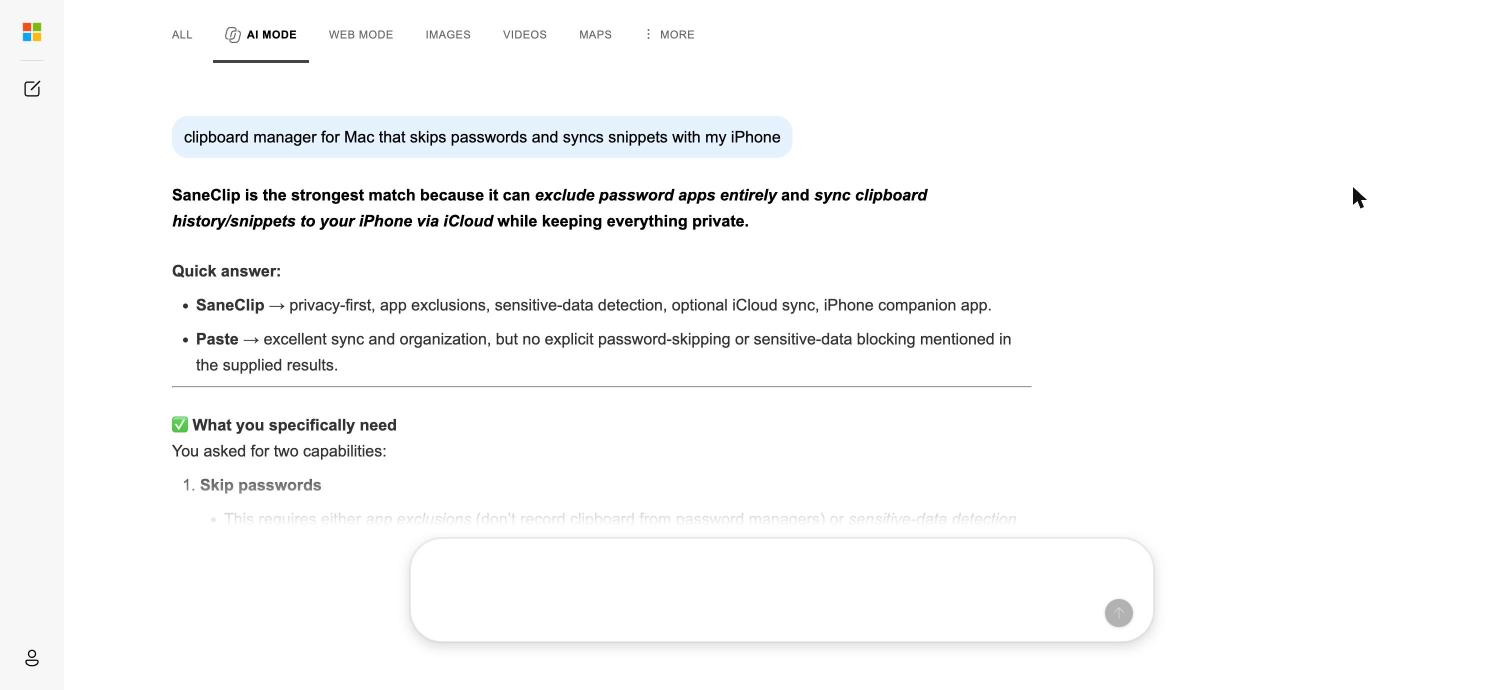 ALL AI MODE WEB MODE IMAGES VIDEOS MAPS MORE
clipboard manager for Mac that skips passwords and syncs snippets with my iPhone
SaneClip is the strongest match because it can exclude password apps entirely and sync clipboard
history/snippets to your iPhone via iCloud while keeping everything private.
Quick answer:
• SaneClip → privacy-first, app exclusions, sensitive-data detection, optional iCloud sync, iPhone companion app.
• Paste → excellent sync and organization, but no explicit password-skipping or sensitive-data blocking mentioned in
the supplied results.
✅ What you specifically need
You asked for two capabilities:
1. Skip passwords
• This requires either app exclusions (don't record clipboard from password managers) or sensitive-data detection